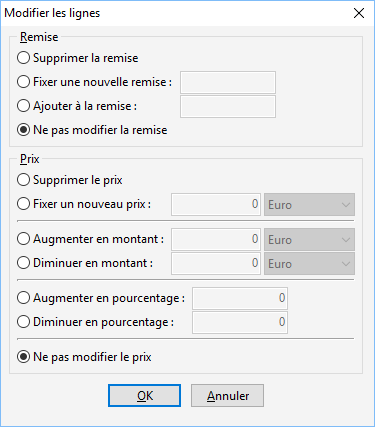 Modifier les lignes
Remise
Supprimer la remise
Fixer une nouvelle remise :
Ajouter à la remise :
Ne pas modifier la remise
Prix
Supprimer le prix
Fixer un nouveau prix : 0 Euro
Augmenter en montant : 0 Euro
Diminuer en montant : 0 Euro
Augmenter en pourcentage : 0
Diminuer en pourcentage : 0
Ne pas modifier le prix
OK Annuler